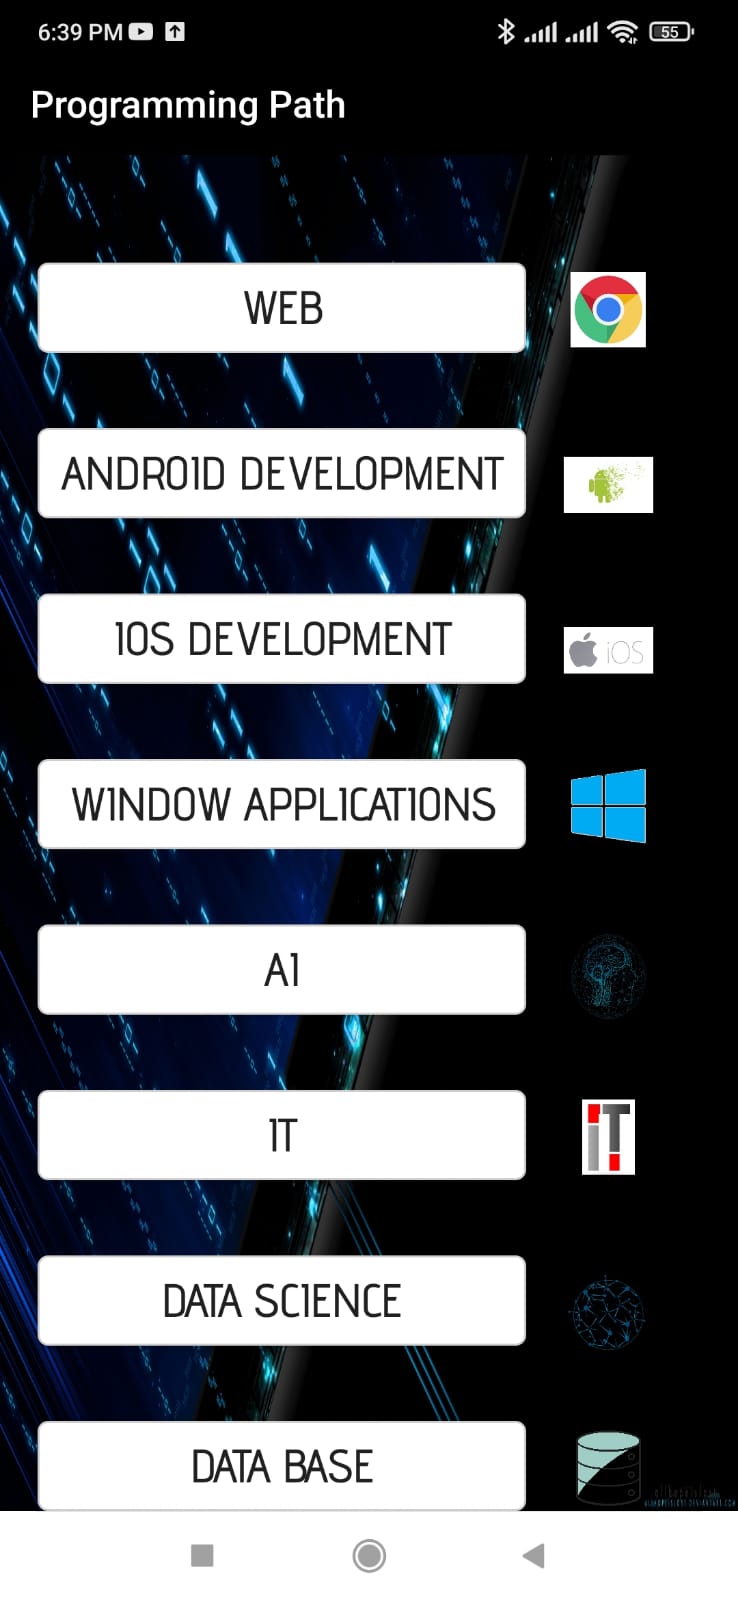 6:39 PM
55
Programming Path
WEB
ANDROID DEVELOPMENT
IOS DEVELOPMENT
iOS
WINDOW APPLICATIONS
AI
IT
iT
DATA SCIENCE
DATA BASE